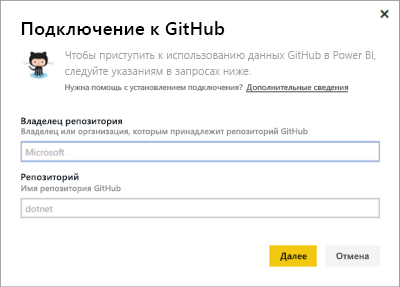 Подключение к GitHub
Чтобы приступить к использованию данных GitHub в Power BI,
следуйте указаниям в запросах ниже.
Нужна помощь с установлением подключения? Дополнительные сведения
Владелец репозитория
Владелец или организация, которым принадлежит репозиторий GitHub
Microsoft
Репозиторий
Имя репозитория GitHub
dotnet
Далее
Отмена